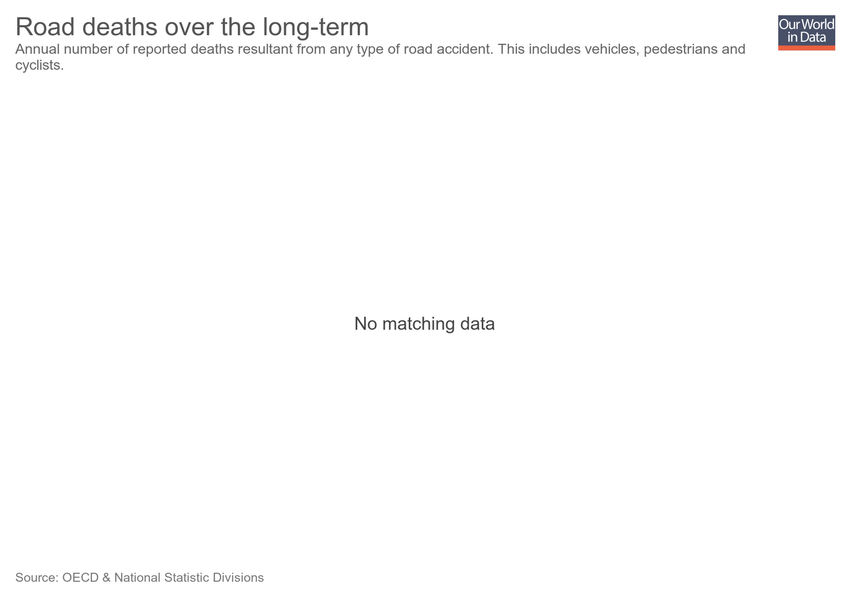 Road deaths over the long-term
Annual number of reported deaths resultant from any type of road accident. This includes vehicles, pedestrians and
cyclists.
Our World
in Data
No matching data
Source: OECD & National Statistic Divisions